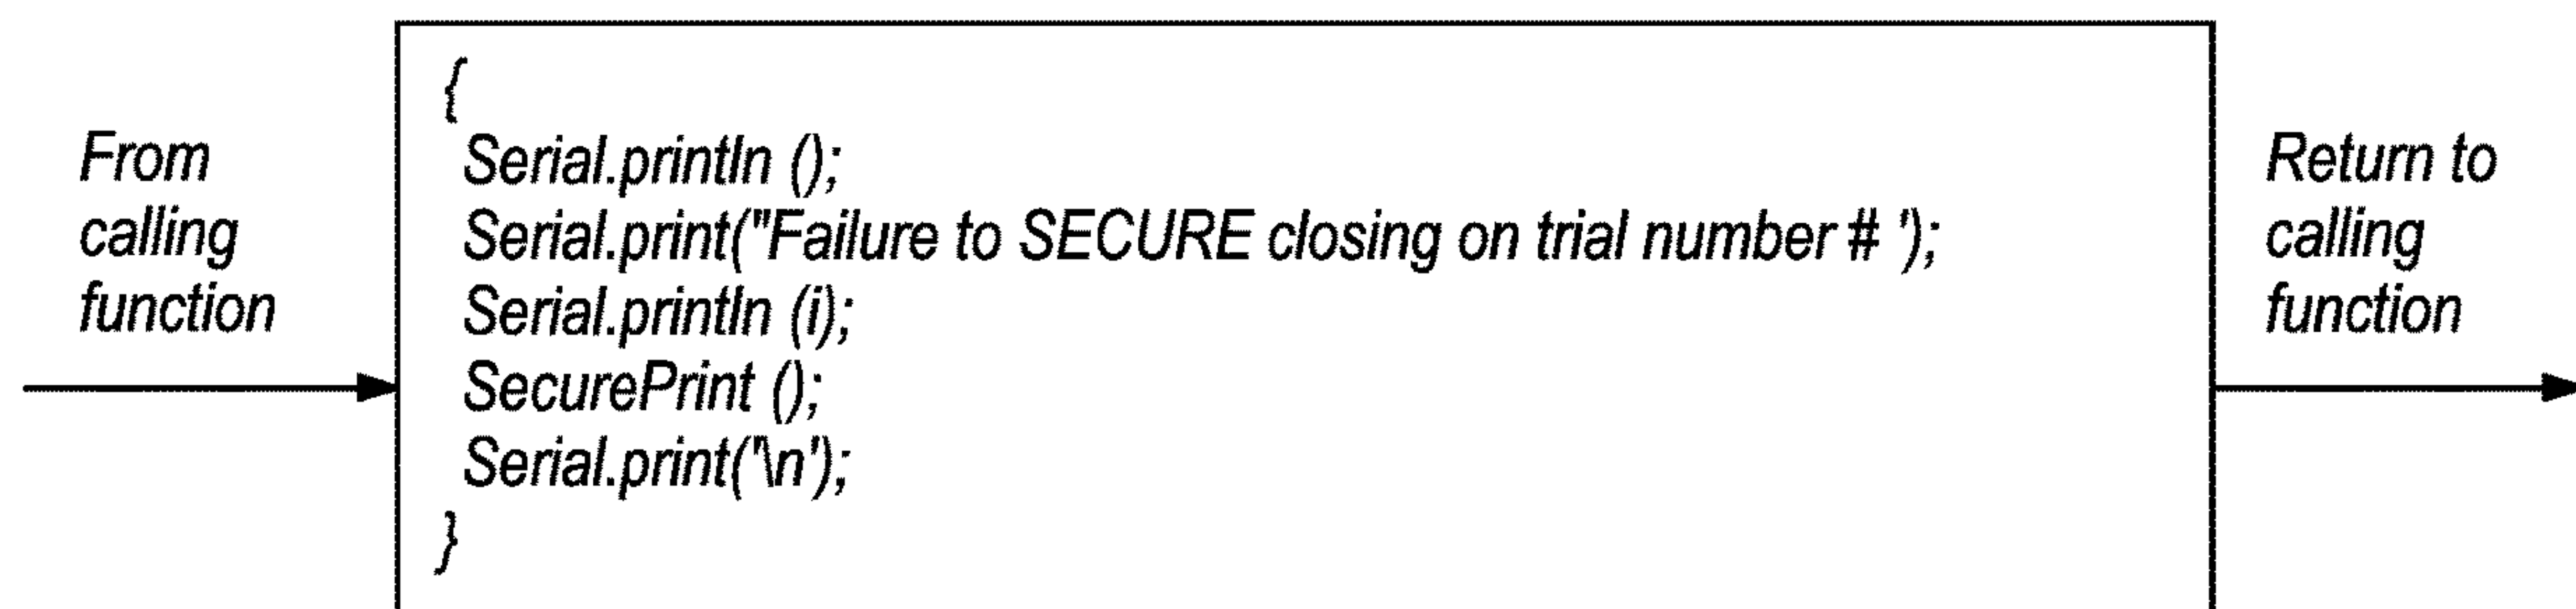 From
calling
function
{
Serial.println ();
Serial.print("Failure to SECURE closing on trial number # ');
Serial.println (i);
SecurePrint ();
Serial.print('\n');
}
Return to
calling
function